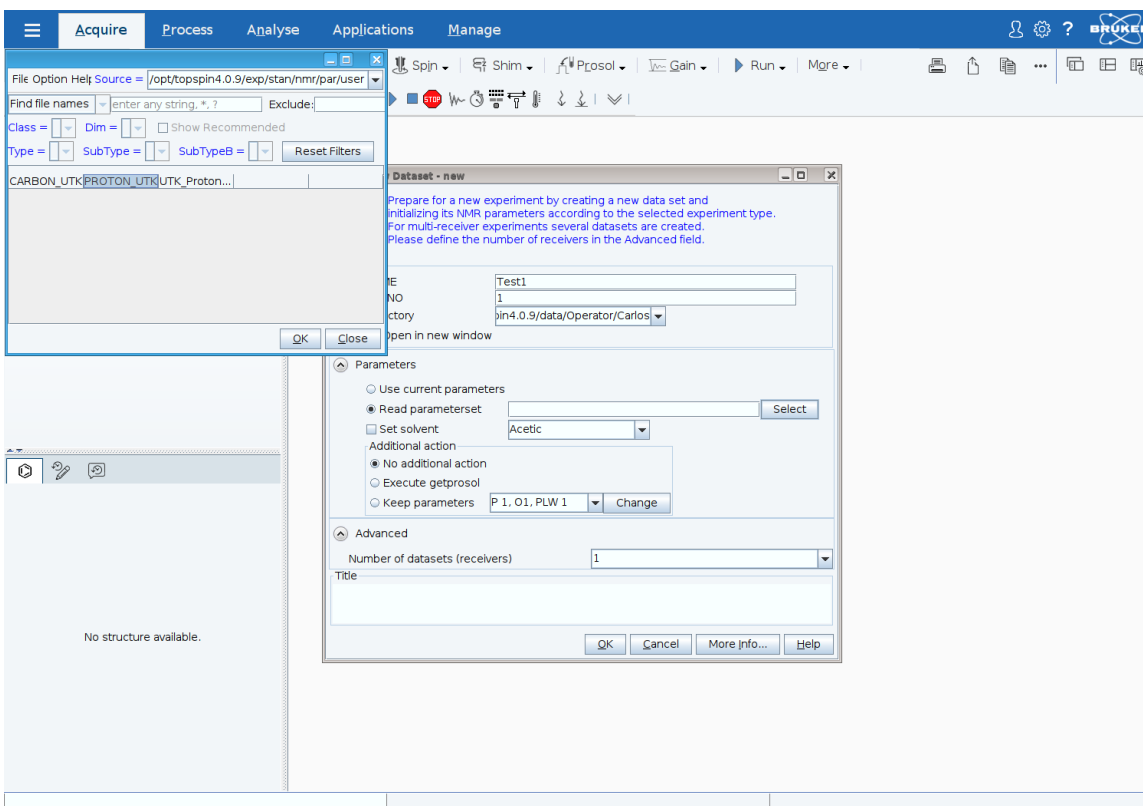 Acquire Process Analyse Applications Manage ? BRUKER
Spin Shim Prosol Gain Run More ...
STOP
File Option Help Source = /opt/topspin4.0.9/exp/stan/nmr/par/user
Find file names enter any string, *, ? Exclude:
Class = Dim = Show Recommended
Type = SubType = SubTypeB = Reset Filters
CARBON_UTK PROTON_UTK UTK_Proton...
OK Close
Dataset - new
Prepare for a new experiment by creating a new data set and
initializing its NMR parameters according to the selected experiment type.
For multi-receiver experiments several datasets are created.
Please define the number of receivers in the Advanced field.
ME Test1
NO 1
ctory pin4.0.9/data/Operator/Carlos
Open in new window
Parameters
Use current parameters
Read parameterset Select
Set solvent Acetic
Additional action
No additional action
Execute getprosol
Keep parameters P 1, O1, PLW 1 Change
Advanced
Number of datasets (receivers) 1
Title
OK Cancel More Info... Help
No structure available.